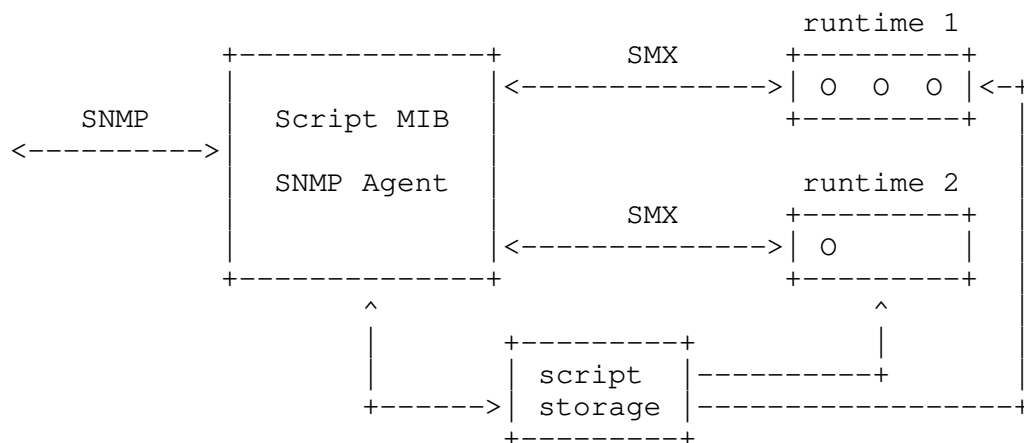 runtime 1
SMX
O O O
SNMP
Script MIB
SNMP Agent
runtime 2
SMX
O
script
storage